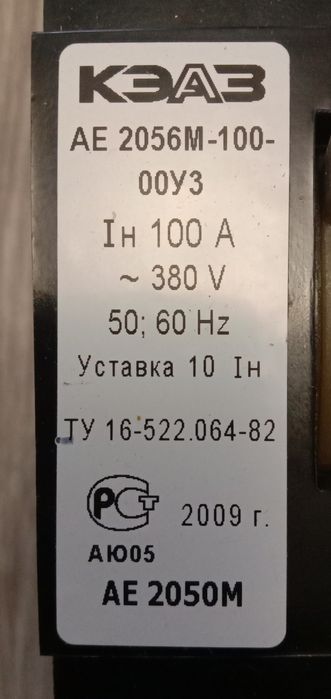 КЭАЗ
АЕ 2056М-100-
00У3
Iн 100 А
~ 380 V
50; 60 Hz
Уставка 10 Iн
ТУ 16-522.064-82
РСТ 2009 г.
АЮ05
АЕ 2050М